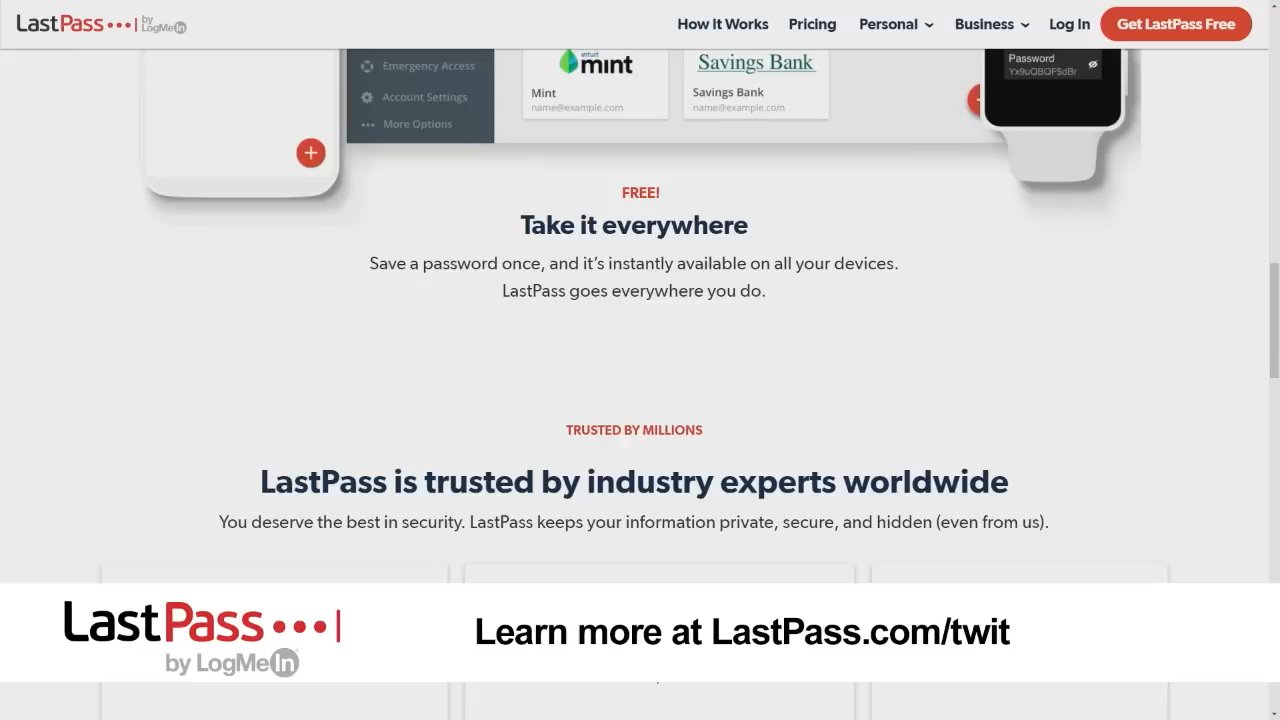 LastPass by LogMeIn
How It Works Pricing Personal Business Log In Get LastPass Free
Emergency Access
Account Settings
More Options
intuit
mint
Mint
name@example.com
Savings Bank
Savings Bank
name@example.com
Password
Yx9uQBQFSdBr
FREE!
Take it everywhere
Save a password once, and it's instantly available on all your devices.
LastPass goes everywhere you do.
TRUSTED BY MILLIONS
LastPass is trusted by industry experts worldwide
You deserve the best in security. LastPass keeps your information private, secure, and hidden (even from us).
LastPass
by LogMeIn
Learn more at LastPass.com/twit